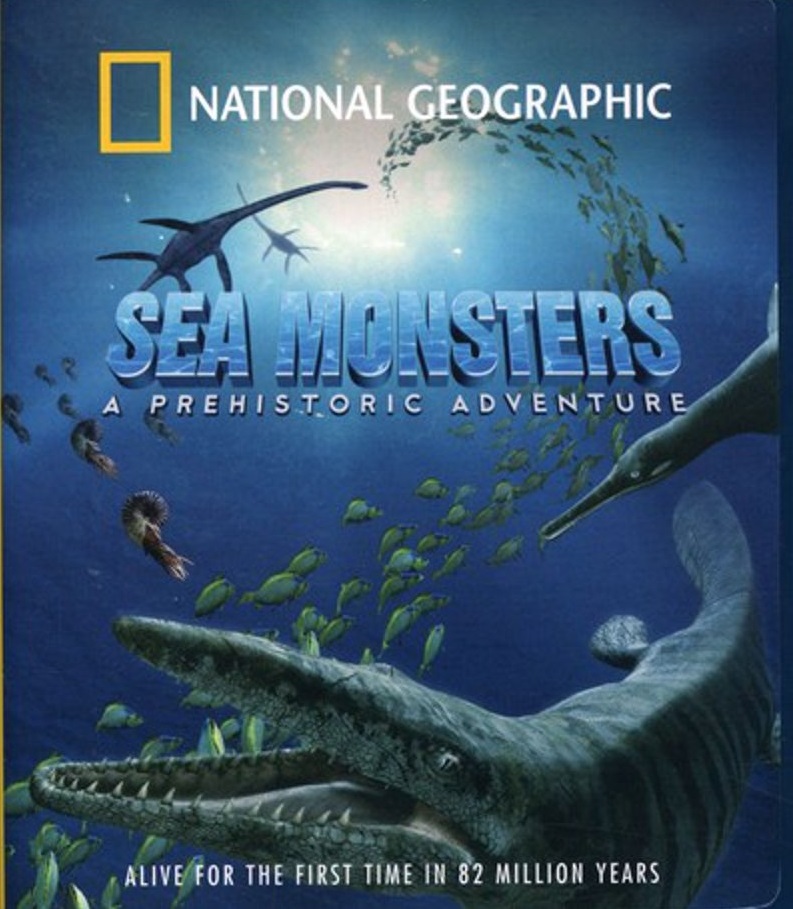 NATIONAL GEOGRAPHIC
SEA MONSTERS
A PREHISTORIC ADVENTURE
ALIVE FOR THE FIRST TIME IN 82 MILLION YEARS